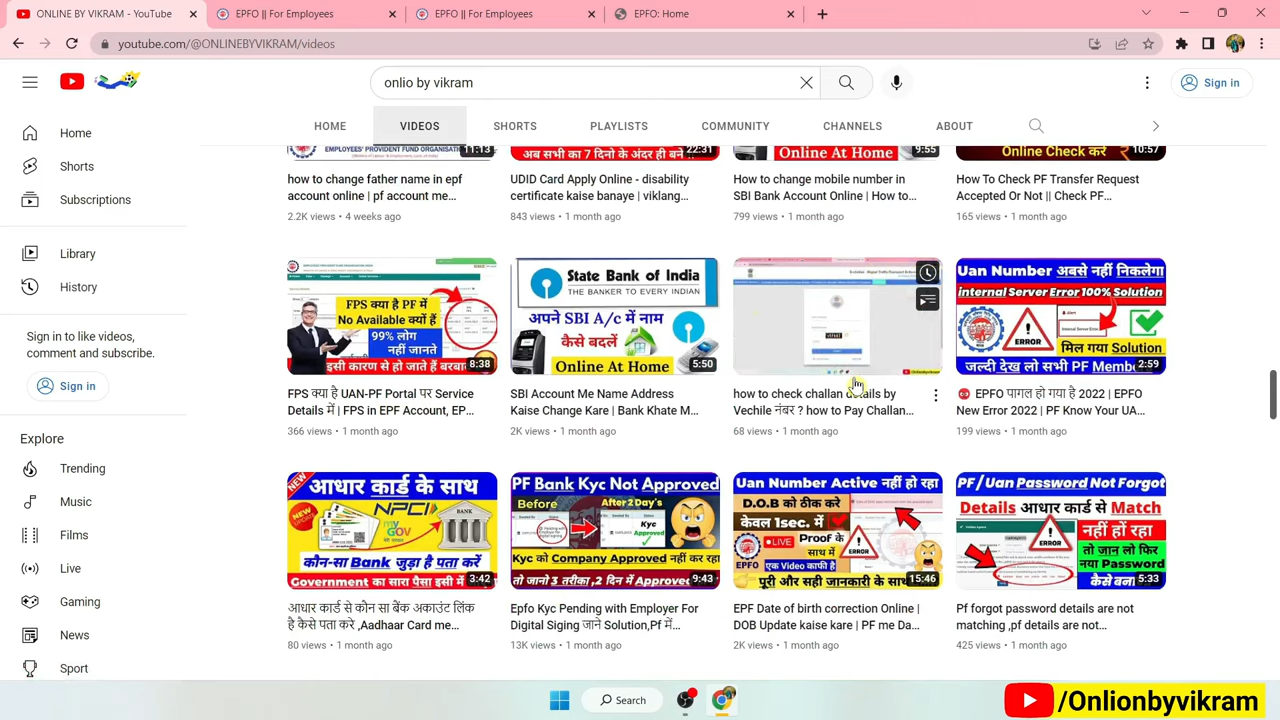 ONLINE BY VIKRAM - YouTube
EPFO || For Employees
EPFO || For Employees
EPFO: Home
youtube.com/@ONLINEBYVIKRAM/videos
onlio by vikram
Sign in
HOME
VIDEOS
SHORTS
PLAYLISTS
COMMUNITY
CHANNELS
ABOUT
Home
Shorts
Subscriptions
Library
History
Sign in to like videos,
comment and subscribe.
Sign in
Explore
Trending
Music
Films
Live
Gaming
News
Sport
EMPLOYEES' PROVIDENT FUND ORGANISATION
11:13
how to change father name in epf
account online | pf account me...
2.2K views • 4 weeks ago
अब सभी का 7 दिनो के अंदर ही बने
22:31
UDID Card Apply Online - disability
certificate kaise banaye | viklang...
843 views • 1 month ago
Online At Home
9:55
How to change mobile number in
SBI Bank Account Online | How to...
799 views • 1 month ago
Online Check करें
10:57
How To Check PF Transfer Request
Accepted Or Not || Check PF...
165 views • 1 month ago
FPS क्या है PF में
No Available क्यों हैं
99% लोग
नहीं जानते
इसी कारण से हो जाते हैं बरबाद
8:38
FPS क्या है UAN-PF Portal पर Service
Details में | FPS in EPF Account, EP...
366 views • 1 month ago
State Bank of India
THE BANKER TO EVERY INDIAN
अपने SBI A/c में नाम
कैसे बदलें
Online At Home
5:50
SBI Account Me Name Address
Kaise Change Kare | Bank Khate M...
2K views • 1 month ago
how to check challan details by
Vechile नंबर ? how to Pay Challan...
68 views • 1 month ago
Uan Number अबसे नहीं निकलेगा
internal Server Error 100% Solution
ERROR
मिल गया Solution
जल्दी देख लो सभी PF Memb
2:59
EPFO पागल हो गया है 2022 | EPFO
New Error 2022 | PF Know Your UA...
199 views • 1 month ago
NEW
आधार कार्ड के साथ
NPCI
my
GOV
BANK
कौन-सा Bank जुड़ा है पता करें
Government का सारा पैसा इसी में
3:42
आधार कार्ड से कौन सा बैंक अकाउंट लिंक
है कैसे पता करे ,Aadhaar Card me...
80 views • 1 month ago
PF Bank Kyc Not Approved
Before
After 2 Day's
Kyc
Kyc को Company Approved नहीं कर रहा
तो जानो 3 तरीका ,2 दिन में Approved
9:43
Epfo Kyc Pending with Employer For
Digital Siging जाने Solution,Pf में...
13K views • 1 month ago
Uan Number Active नहीं हो रहा
D.O.B को ठीक करे
केवल 1sec. में
LIVE
Proof के
साथ में
EPFO
एक Video काफी है
ERROR
पूरी और सही जानकारी के साथ
15:46
EPF Date of birth correction Online |
DOB Update kaise kare | PF me Da...
2K views • 1 month ago
Pf / Uan Password Not Forgot
Details आधार कार्ड से Match
नहीं हो रहा
तो जान लो फिर
नया Password
कैसे बना
ERROR
5:33
Pf forgot password details are not
matching ,pf details are not...
425 views • 1 month ago
Search
/Onlionbyvikram